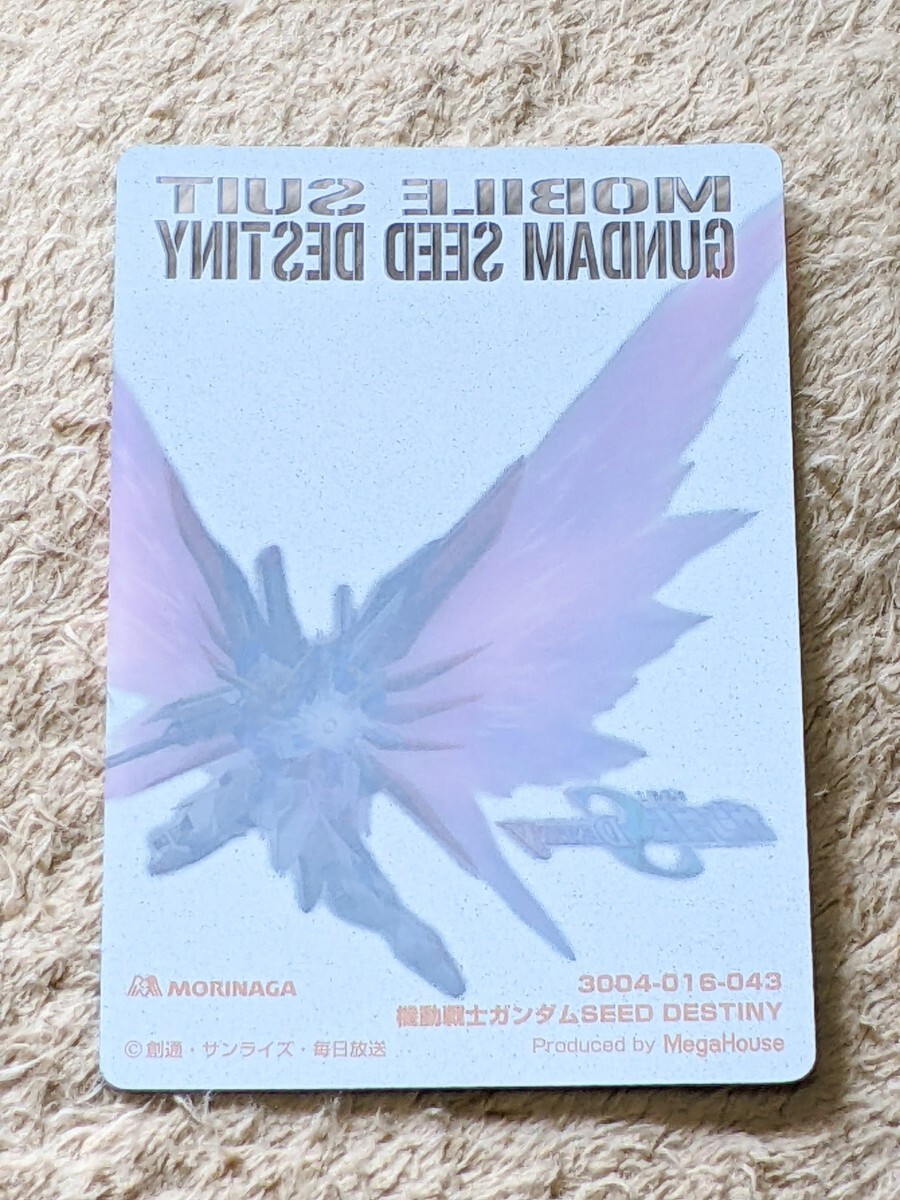 MOBILE SUIT
GUNDAM SEED DESTINY
MORINAGA
3004-016-043
機動戦士ガンダムSEED DESTINY
©創通・サンライズ・毎日放送
Produced by MegaHouse